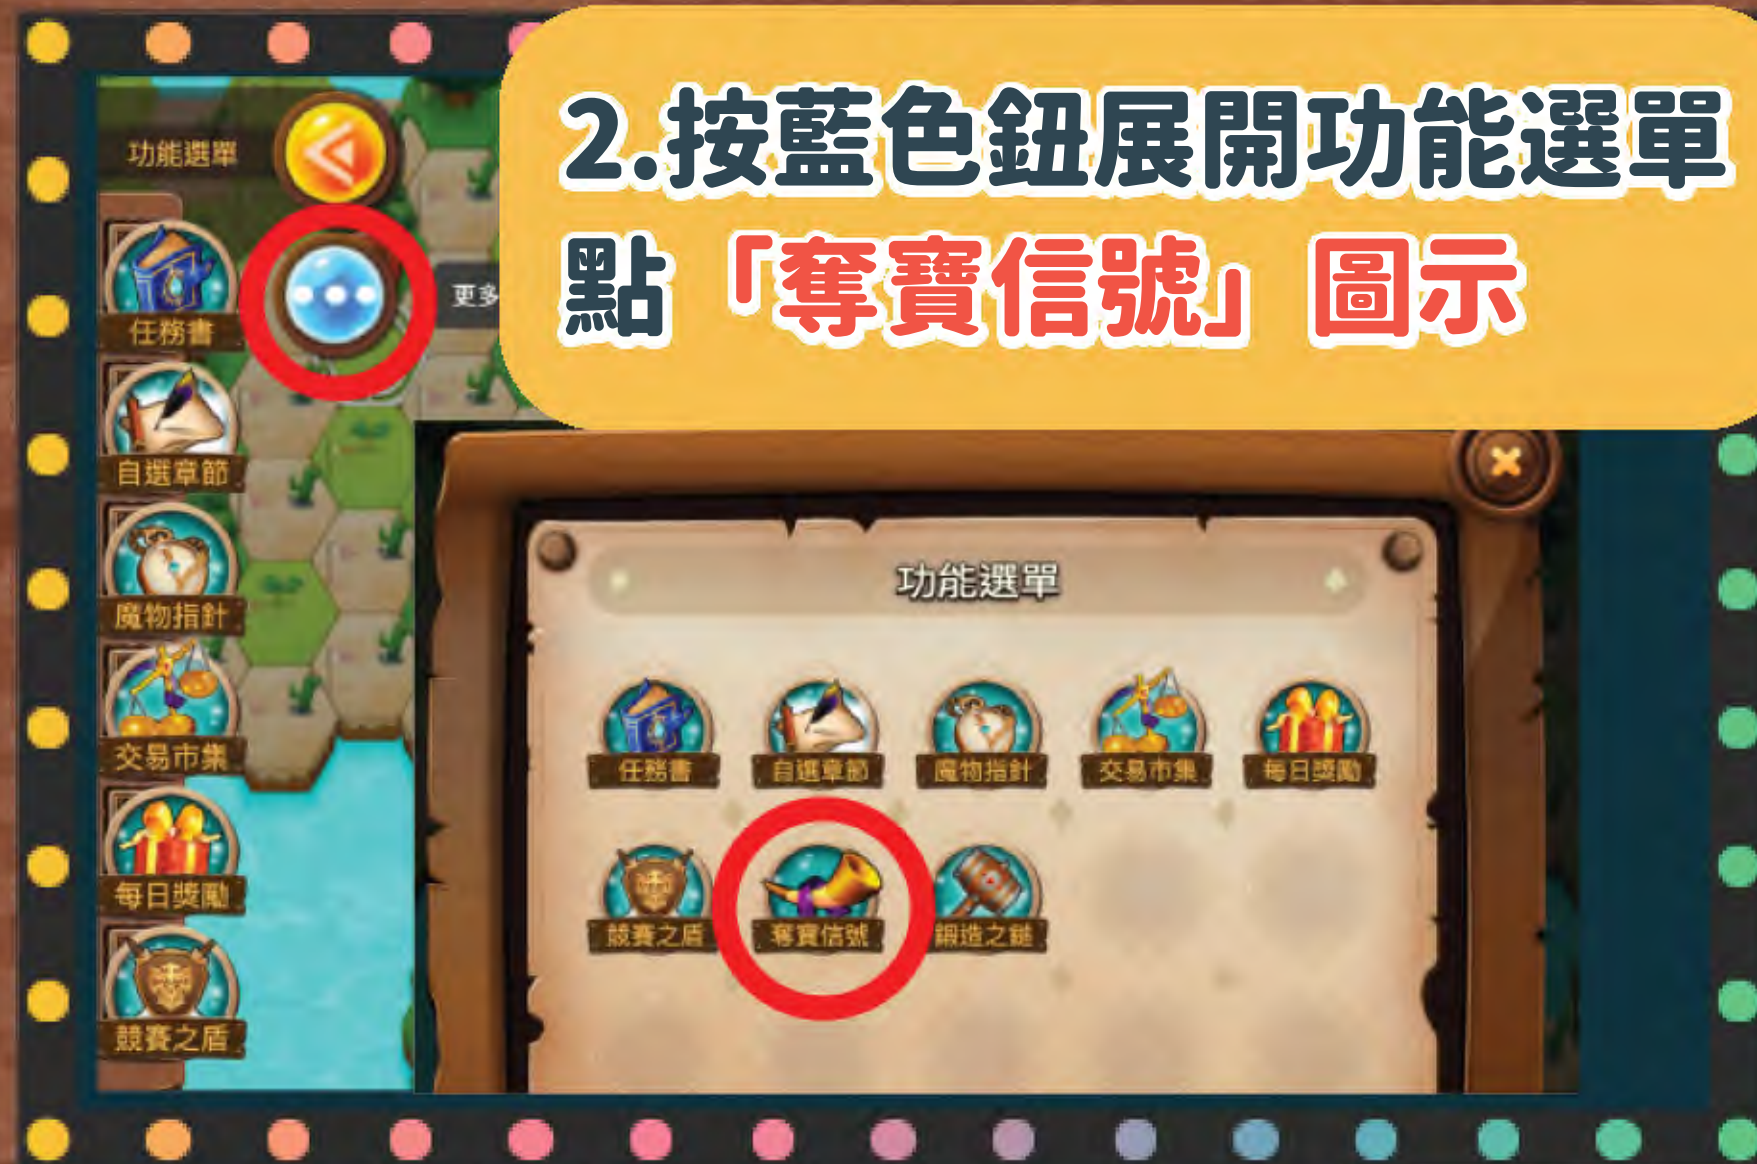 2.按藍色鈕展開功能選單
點「奪寶信號」圖示
功能選單
更多
任務書
自選章節
魔物指針
交易市集
每日獎勵
競賽之盾
功能選單
任務書
自選章節
魔物指針
交易市集
每日獎勵
競賽之盾
奪寶信號
鍛造之鎚